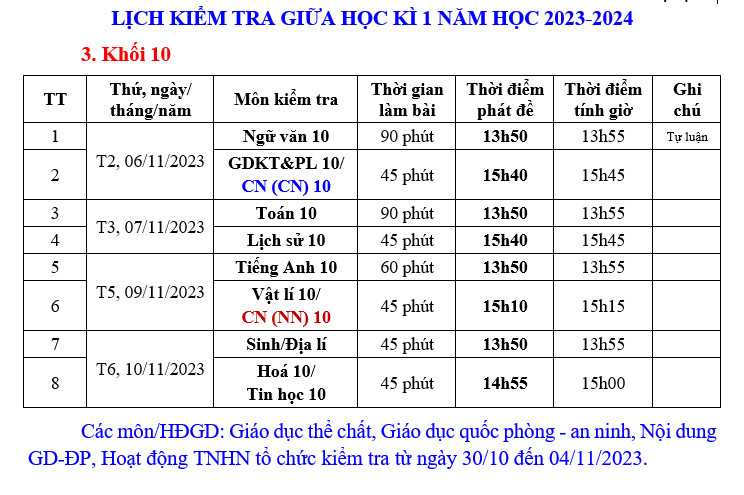 LỊCH KIỂM TRA GIỮA HỌC KÌ 1 NĂM HỌC 2023-2024
3. Khối 10
TT Thứ, ngày/ tháng/năm Môn kiểm tra Thời gian làm bài Thời điểm phát đề Thời điểm tính giờ Ghi chú
1 T2, 06/11/2023 Ngữ văn 10 90 phút 13h50 13h55 Tự luận
2 GDKT&PL 10/ CN (CN) 10 45 phút 15h40 15h45
3 T3, 07/11/2023 Toán 10 90 phút 13h50 13h55
4 Lịch sử 10 45 phút 15h40 15h45
5 T5, 09/11/2023 Tiếng Anh 10 60 phút 13h50 13h55
6 Vật lí 10/ CN (NN) 10 45 phút 15h10 15h15
7 T6, 10/11/2023 Sinh/Địa lí 45 phút 13h50 13h55
8 Hoá 10/ Tin học 10 45 phút 14h55 15h00
Các môn/HĐGD: Giáo dục thể chất, Giáo dục quốc phòng - an ninh, Nội dung
GD-ĐP, Hoạt động TNHN tổ chức kiểm tra từ ngày 30/10 đến 04/11/2023.